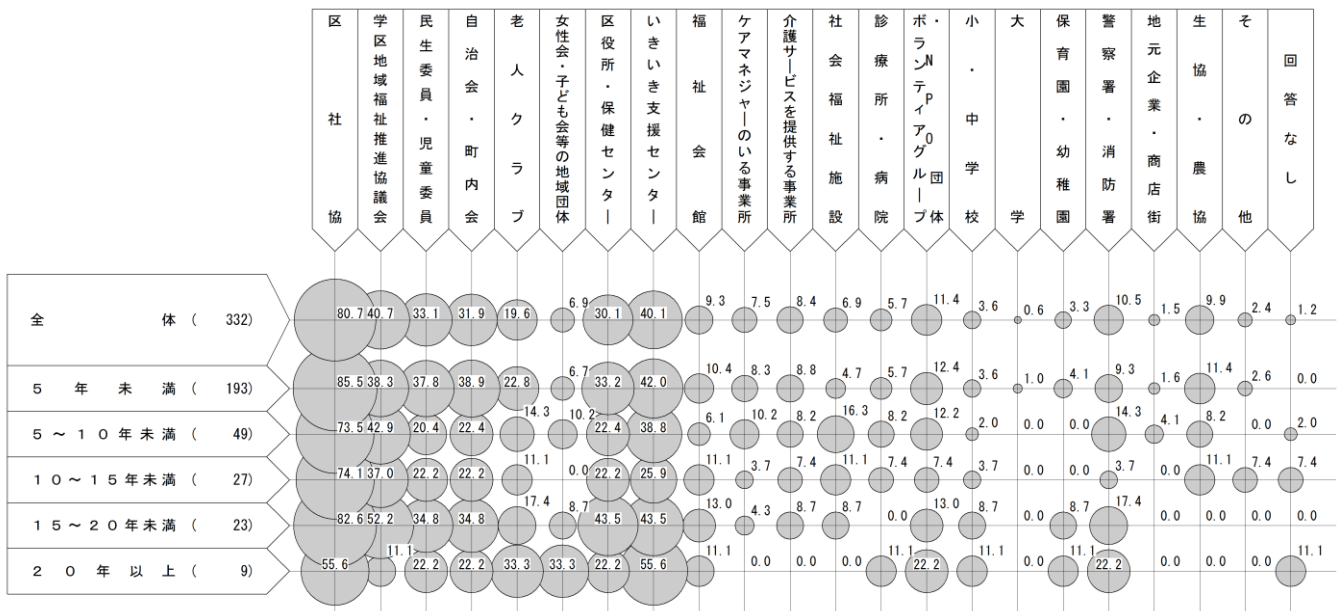 区社協
学区地域福祉推進協議会
民生委員・児童委員
自治会・町内会
老人クラブ
女性会・子ども会等の地域団体
区役所・保健センター
いきいき支援センター
福祉会館
ケアマネジャーのいる事業所
介護サービスを提供する事業所
社会福祉施設
診療所・病院
ボランティアグループ
・NPO団体
小・中学校
大学
保育園・幼稚園
警察署・消防署
地元企業・商店街
生協・農協
その他
回答なし
全体 ( 332) 80.7 40.7 33.1 31.9 19.6 6.9 30.1 40.1 9.3 7.5 8.4 6.9 5.7 11.4 3.6 0.6 3.3 10.5 1.5 9.9 2.4 1.2
5年未満 ( 193) 85.5 38.3 37.8 38.9 22.8 6.7 33.2 42.0 10.4 8.3 8.8 4.7 5.7 12.4 3.6 1.0 4.1 9.3 1.6 11.4 2.6 0.0
5～10年未満 ( 49) 73.5 42.9 20.4 22.4 14.3 10.2 22.4 38.8 6.1 10.2 8.2 16.3 8.2 12.2 2.0 0.0 0.0 14.3 4.1 8.2 0.0 2.0
10～15年未満 ( 27) 74.1 37.0 22.2 22.2 11.1 0.0 22.2 25.9 11.1 3.7 7.4 11.1 7.4 7.4 3.7 0.0 0.0 3.7 0.0 11.1 7.4 7.4
15～20年未満 ( 23) 82.6 52.2 34.8 34.8 17.4 8.7 43.5 43.5 13.0 4.3 8.7 8.7 0.0 13.0 8.7 0.0 8.7 17.4 0.0 0.0 0.0 0.0
20年以上 ( 9) 55.6 11.1 22.2 22.2 33.3 33.3 22.2 55.6 11.1 0.0 0.0 0.0 11.1 22.2 11.1 0.0 11.1 22.2 0.0 0.0 0.0 11.1